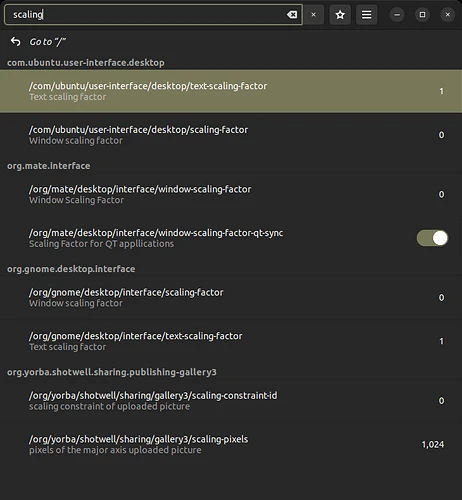 scaling
Go to "/"
com.ubuntu.user-interface.desktop
/com/ubuntu/user-interface/desktop/text-scaling-factor 1
Text scaling factor
/com/ubuntu/user-interface/desktop/scaling-factor 0
Window scaling factor
org.mate.interface
/org/mate/desktop/interface/window-scaling-factor 0
Window Scaling Factor
/org/mate/desktop/interface/window-scaling-factor-qt-sync
Scaling Factor for QT applications
org.gnome.desktop.interface
/org/gnome/desktop/interface/scaling-factor 0
Window scaling factor
/org/gnome/desktop/interface/text-scaling-factor 1
Text scaling factor
org.yorba.shotwell.sharing.publishing-gallery3
/org/yorba/shotwell/sharing/gallery3/scaling-constraint-id 0
scaling constraint of uploaded picture
/org/yorba/shotwell/sharing/gallery3/scaling-pixels 1,024
pixels of the major axis uploaded picture